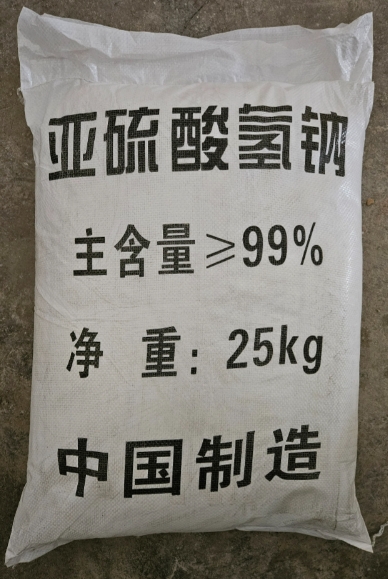 亚硫酸氢钠
主含量≥99%
净 重：25kg
中国制造